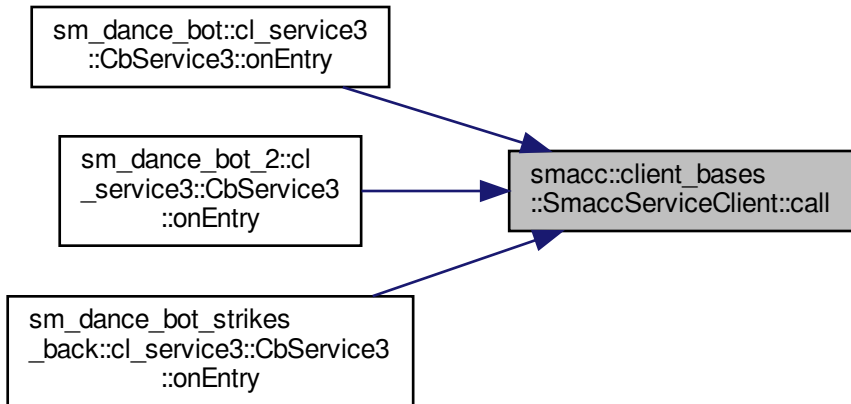 sm_dance_bot::cl_service3
::CbService3::onEntry
sm_dance_bot_2::cl
_service3::CbService3
::onEntry
smacc::client_bases
::SmaccServiceClient::call
sm_dance_bot_strikes
_back::cl_service3::CbService3
::onEntry